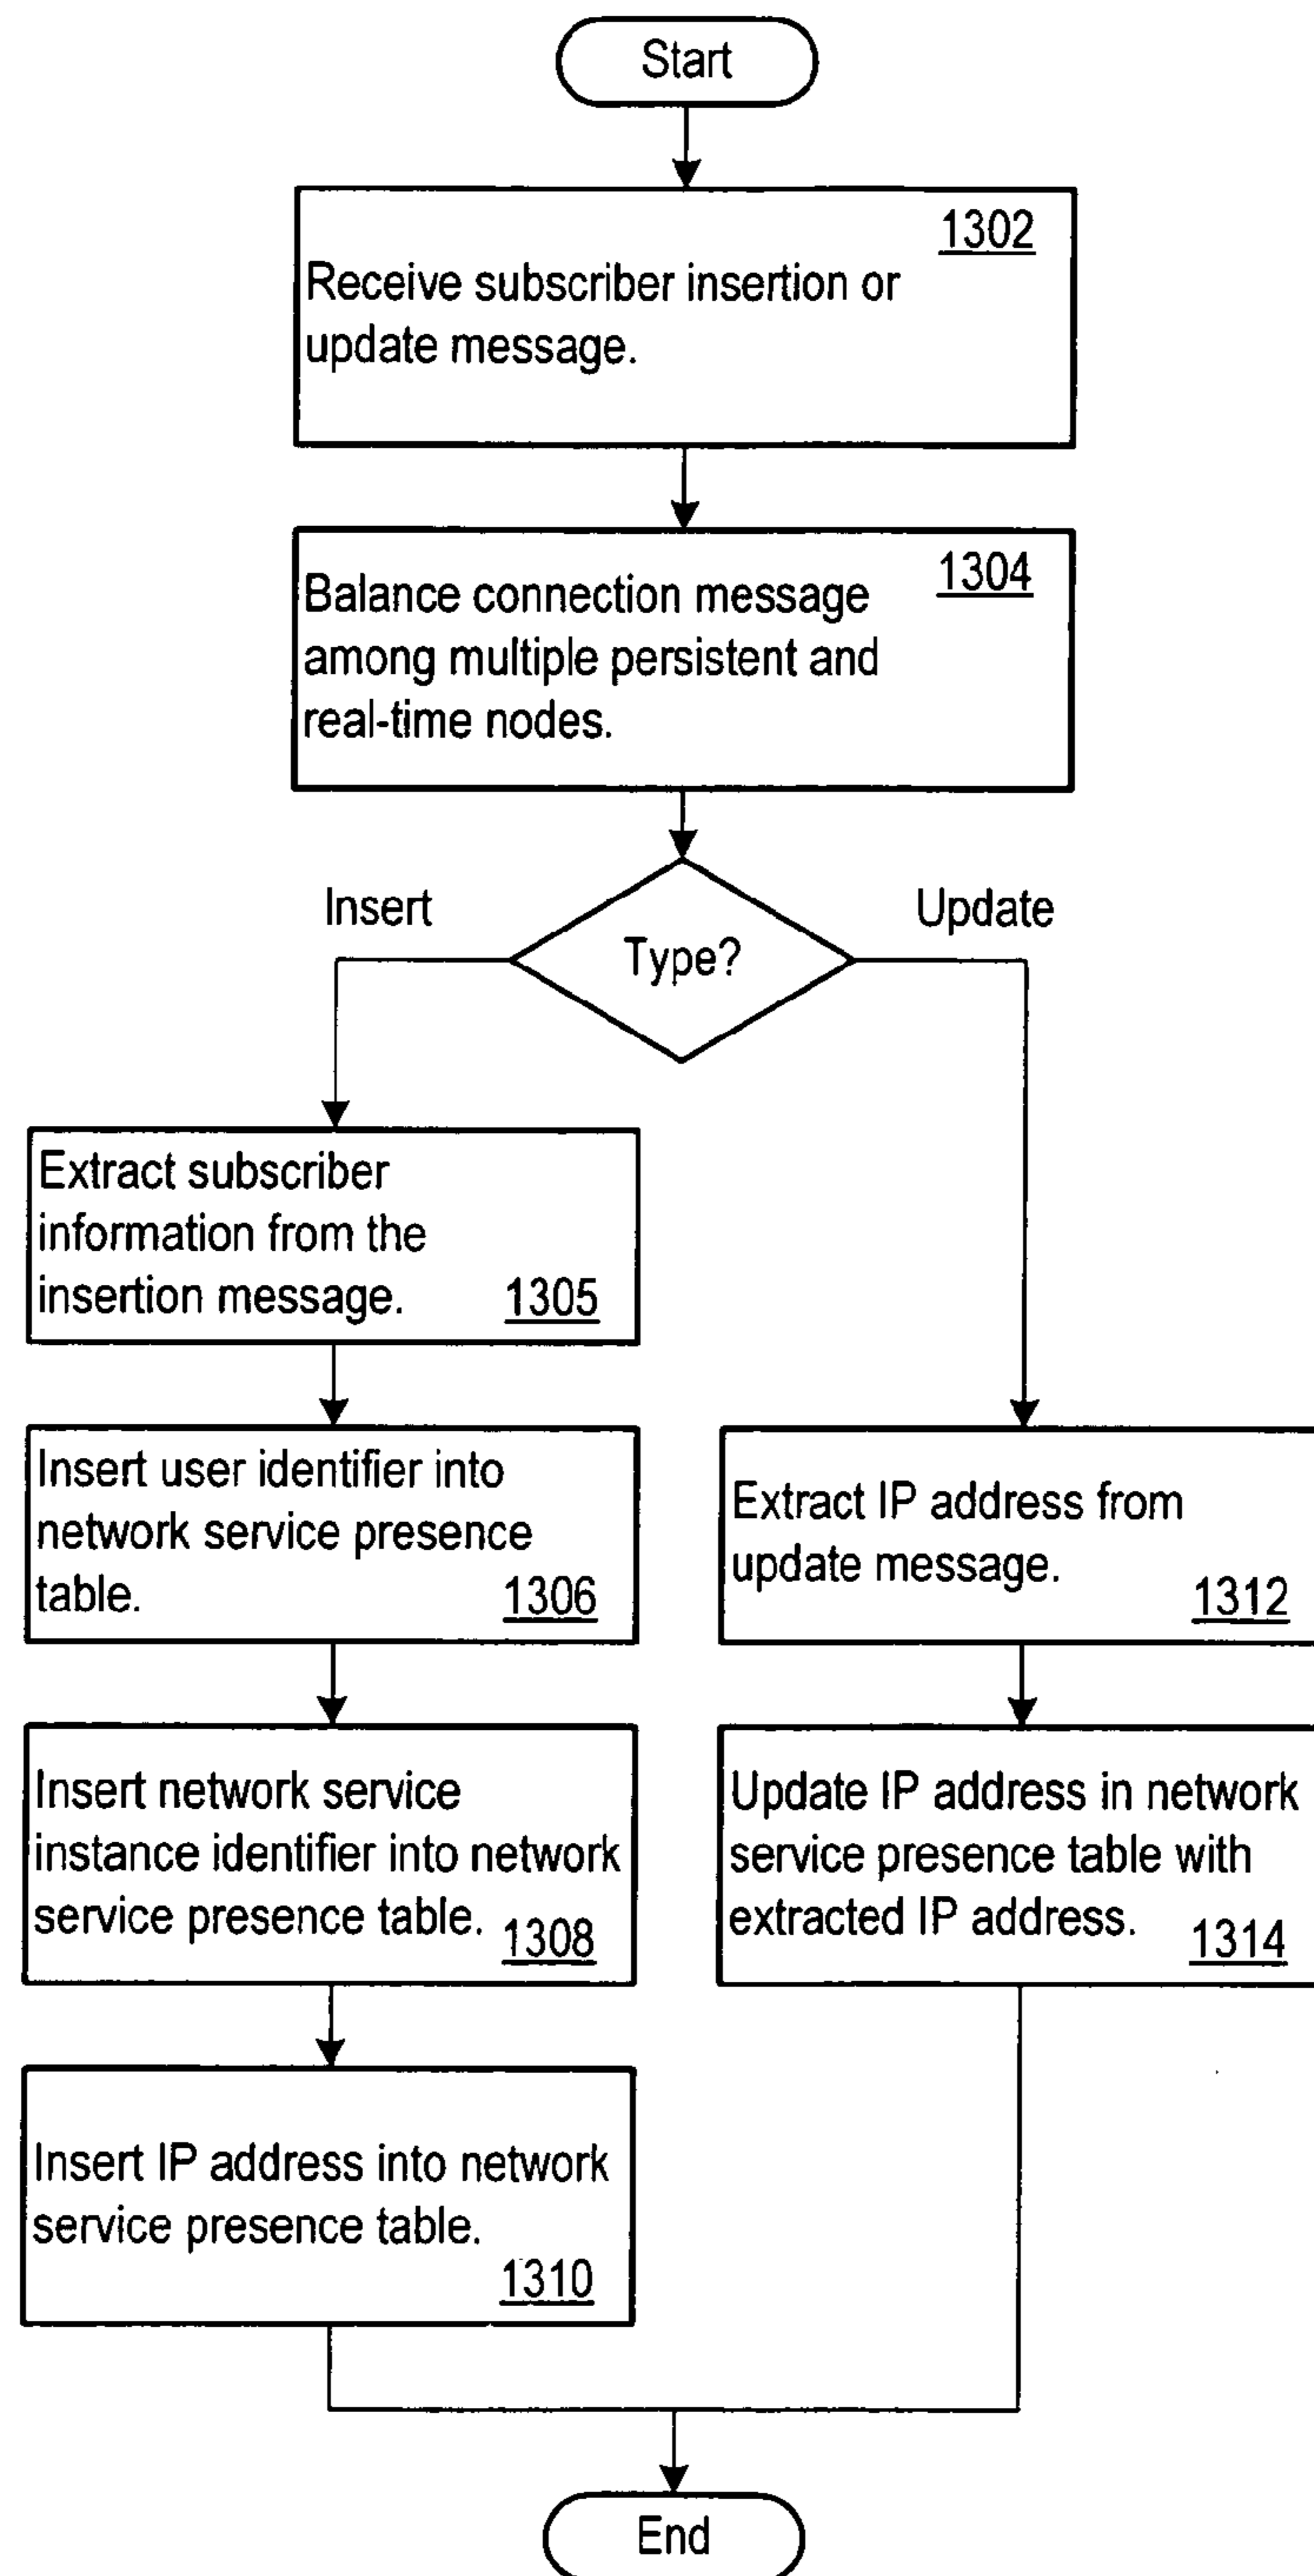 Start
1302
Receive subscriber insertion or
update message.
1304
Balance connection message
among multiple persistent and
real-time nodes.
Insert
Update
Type?
Extract subscriber
information from the
insertion message. 1305
Insert user identifier into
network service presence
table. 1306
Extract IP address from
update message.
1312
Insert network service
instance identifier into network
service presence table. 1308
Update IP address in network
service presence table with
extracted IP address. 1314
Insert IP address into network
service presence table.
1310
End